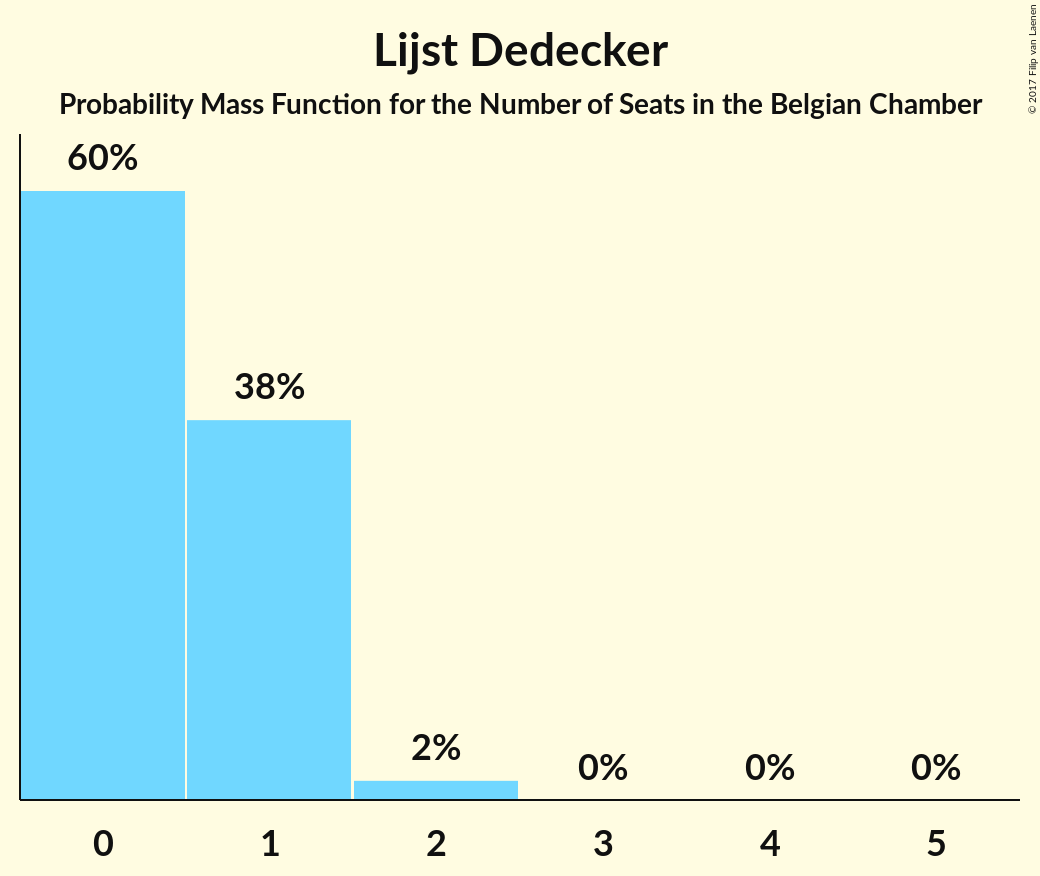 Lijst Dedecker
Probability Mass Function for the Number of Seats in the Belgian Chamber
© 2017 Filip van Laenen
60%
38%
2%
0%
0%
0%
0 1 2 3 4 5